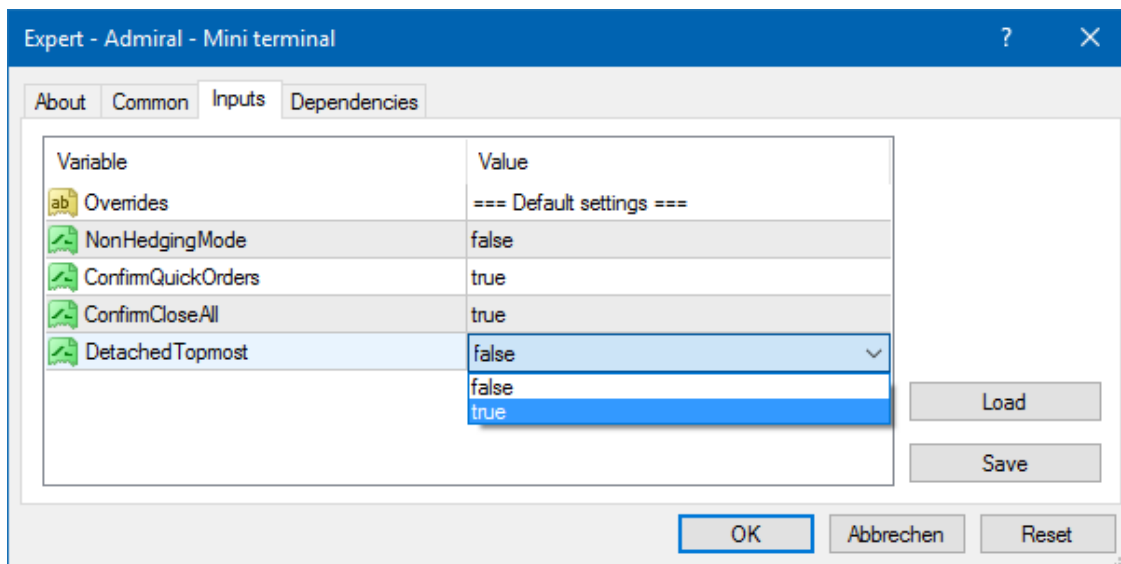 Expert - Admiral - Mini terminal ? ×
About Common Inputs Dependencies
Variable Value
ab Overrides === Default settings ===
NonHedgingMode false
ConfirmQuickOrders true
ConfirmCloseAll true
DetachedTopmost false
false
true
Load
Save
OK Abbrechen Reset